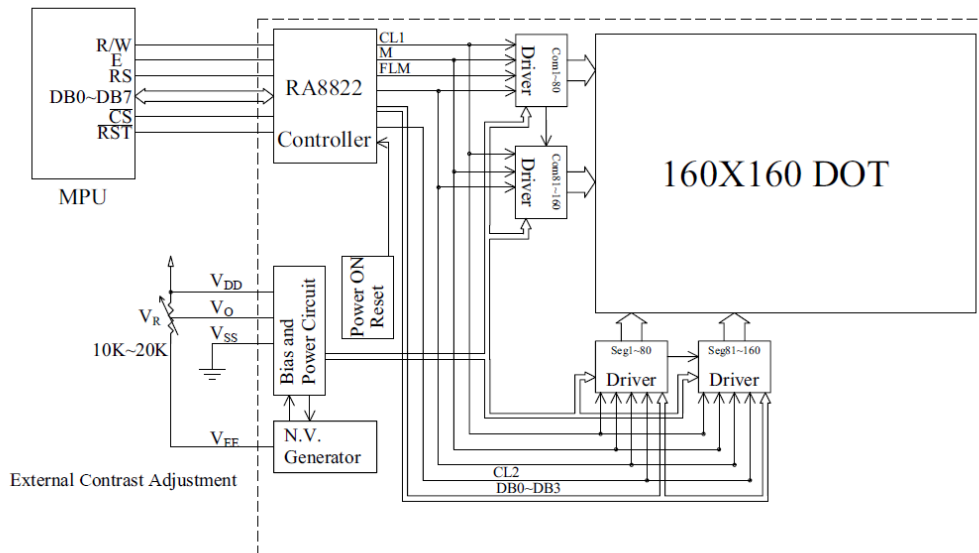 R/W
E
RS
DB0~DB7
CS
RST
MPU
RA8822
Controller
CL1
M
FLM
Driver
Com1~80
Driver
Com81~160
160X160 DOT
Power ON
Reset
VDD
VO
VR
VSS
10K~20K
Bias and
Power Circuit
VEE
N.V.
Generator
External Contrast Adjustment
Seg1~80
Driver
Seg81~160
Driver
CL2
DB0~DB3